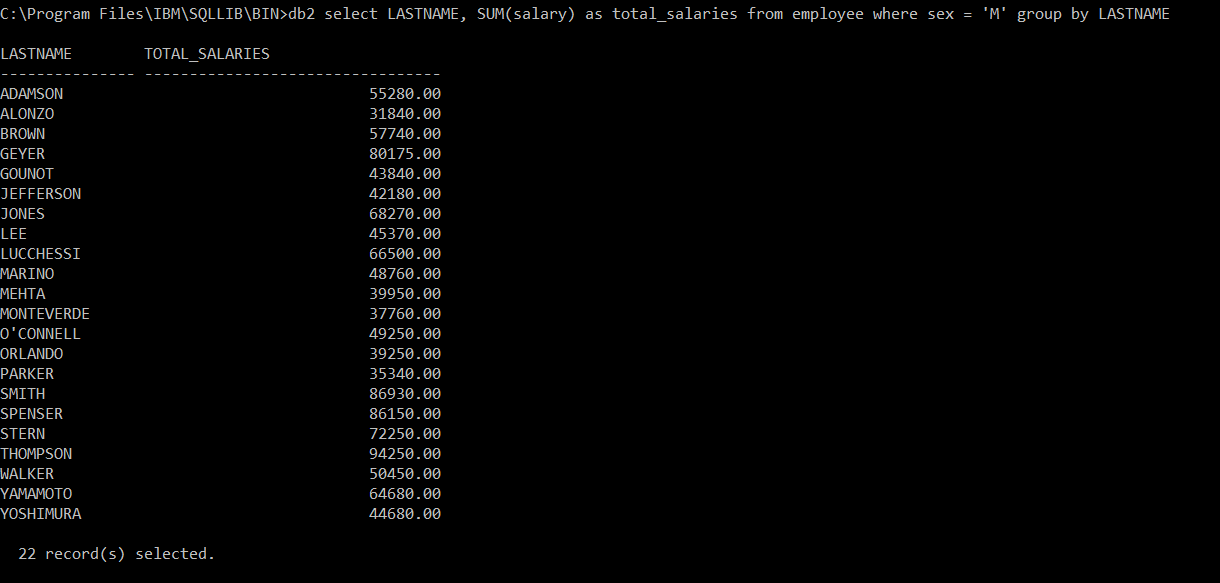 C:\Program Files\IBM\SQLLIB\BIN>db2 select LASTNAME, SUM(salary) as total_salaries from employee where sex = 'M' group by LASTNAME
LASTNAME        TOTAL_SALARIES
--------------- ---------------------------------
ADAMSON                                  55280.00
ALONZO                                   31840.00
BROWN                                    57740.00
GEYER                                    80175.00
GOUNOT                                   43840.00
JEFFERSON                                42180.00
JONES                                    68270.00
LEE                                      45370.00
LUCCHESSI                                66500.00
MARINO                                   48760.00
MEHTA                                    39950.00
MONTEVERDE                               37760.00
O'CONNELL                                49250.00
ORLANDO                                  39250.00
PARKER                                   35340.00
SMITH                                    86930.00
SPENSER                                  86150.00
STERN                                    72250.00
THOMPSON                                 94250.00
WALKER                                   50450.00
YAMAMOTO                                 64680.00
YOSHIMURA                                44680.00
  22 record(s) selected.